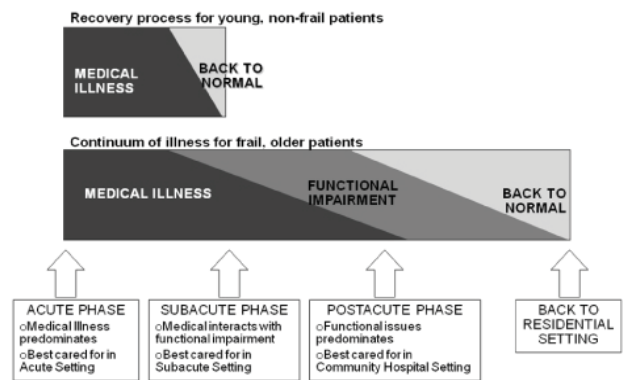 Recovery process for young, non-frail patients
MEDICAL
ILLNESS
BACK TO
NORMAL
Continuum of illness for frail, older patients
MEDICAL ILLNESS
FUNCTIONAL
IMPAIRMENT
BACK TO
NORMAL
ACUTE PHASE
oMedical Illness
predominates
oBest cared for in
Acute Setting
SUBACUTE PHASE
oMedical interacts with
functional impairment
oBest cared for in
Subacute Setting
POSTACUTE PHASE
oFunctional issues
predominates
oBest cared for in
Community Hospital Setting
BACK TO
RESIDENTIAL
SETTING